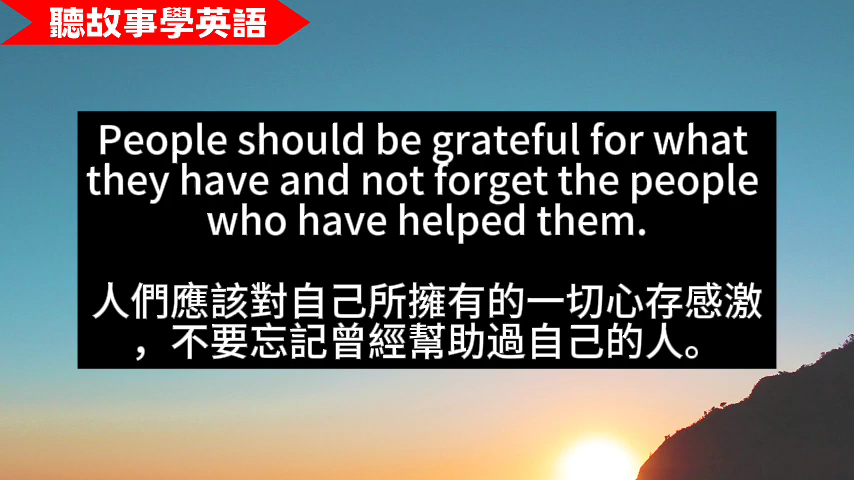 聽故事學英語
People should be grateful for what
they have and not forget the people
who have helped them.
人們應該對自己所擁有的一切心存感激
，不要忘記曾經幫助過自己的人。